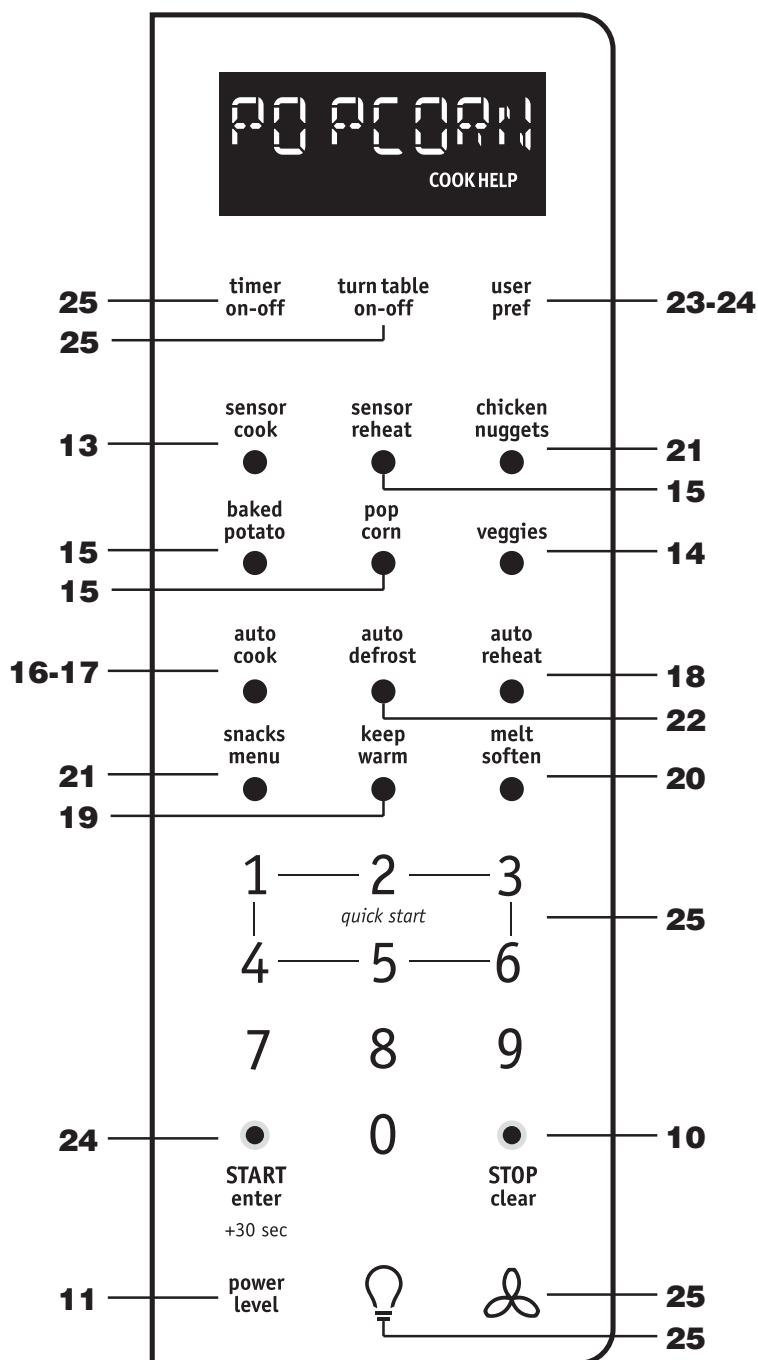 POPCORN
COOK HELP
timer turn table user
25 on-off on-off pref 23-24
25
sensor sensor chicken
13 cook reheat nuggets 21
15
baked pop
15 potato corn veggies 14
15
auto auto auto
16-17 cook defrost reheat 18
22
snacks keep melt
21 menu warm soften 20
19
1 2 3
quick start 25
4 5 6
7 8 9
24 0 10
START STOP
enter clear
+30 sec
11 power 25
level
25